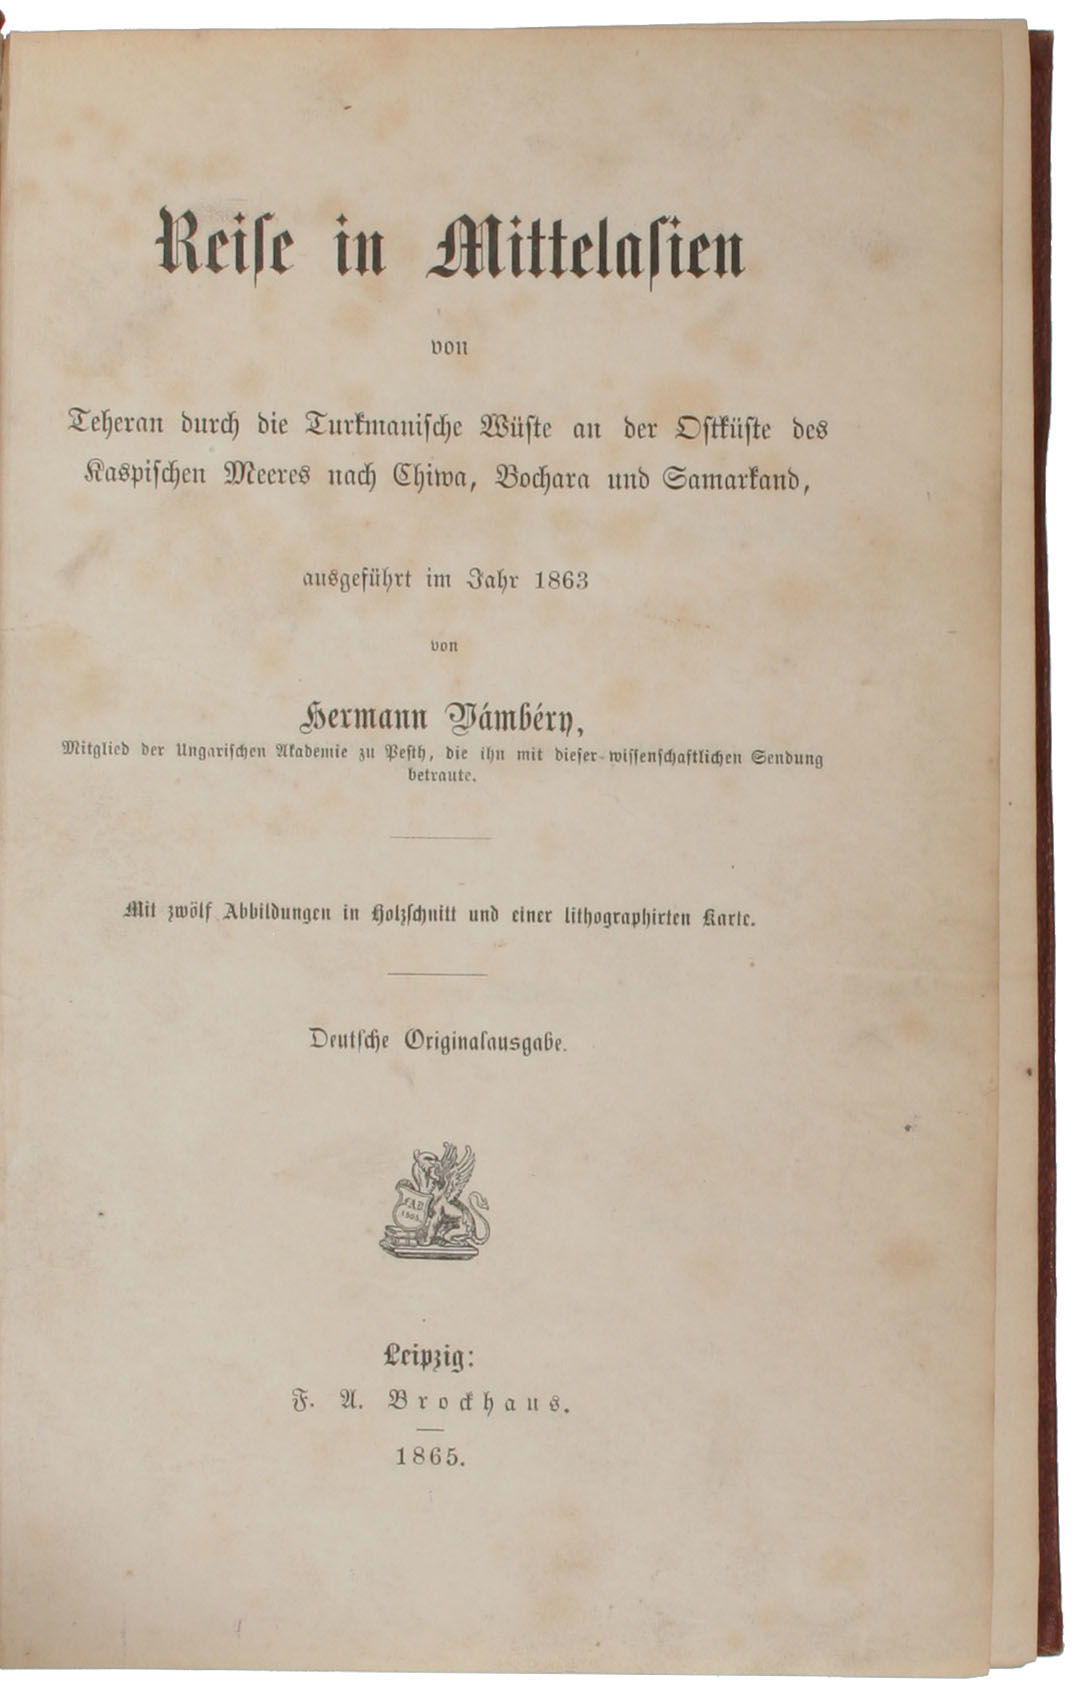 Reise in Mittelasien
von
Teheran durch die Turkmanische Wüste an der Ostküste des
Kaspischen Meeres nach Chiwa, Bochara und Samarkand,
ausgeführt im Jahr 1863
von
Hermann Vámbéry,
Mitglied der Ungarischen Akademie zu Pesth, die ihn mit dieser wissenschaftlichen Sendung
betraute.
Mit zwölf Abbildungen in Holzschnitt und einer lithographirten Karte.
Deutsche Originalausgabe.
F.A.B.
1805.
Leipzig:
F. A. Brockhaus.
1865.